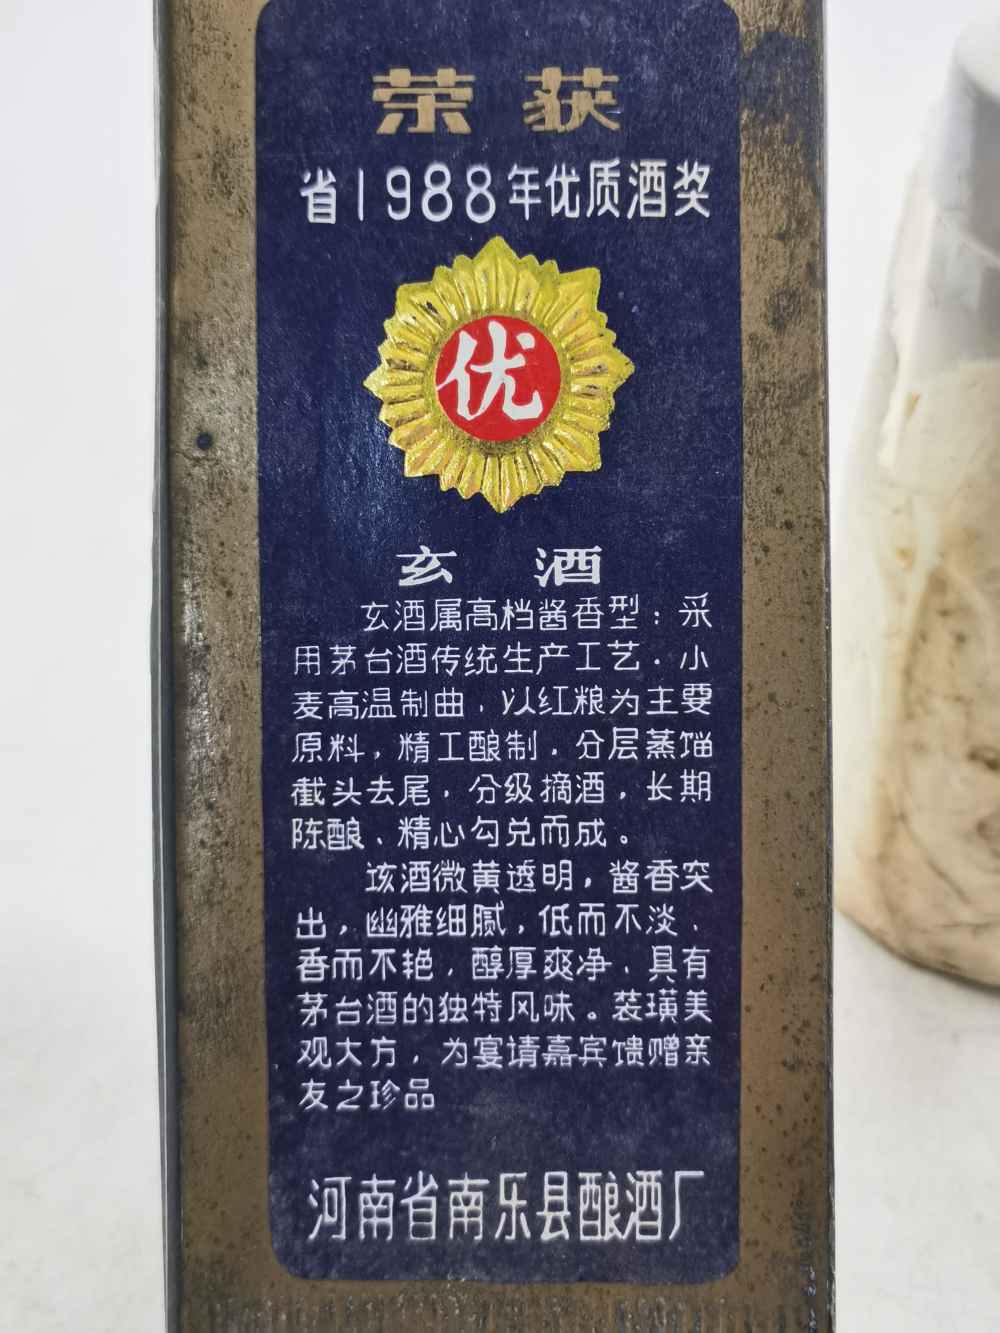 荣获
省1988年优质酒奖
优
玄酒
玄酒属高档酱香型：采
用茅台酒传统生产工艺．小
麦高温制曲．以红粮为主要
原料，精工酿制．分层蒸馏
截头去尾．分级摘酒，长期
陈酿、精心勾兑而成。
该酒微黄透明，酱香突
出，幽雅细腻，低而不淡．
香而不艳．醇厚爽净．具有
茅台酒的独特风味。装璜美
观大方，为宴请嘉宾馈赠亲
友之珍品
河南省南乐县酿酒厂